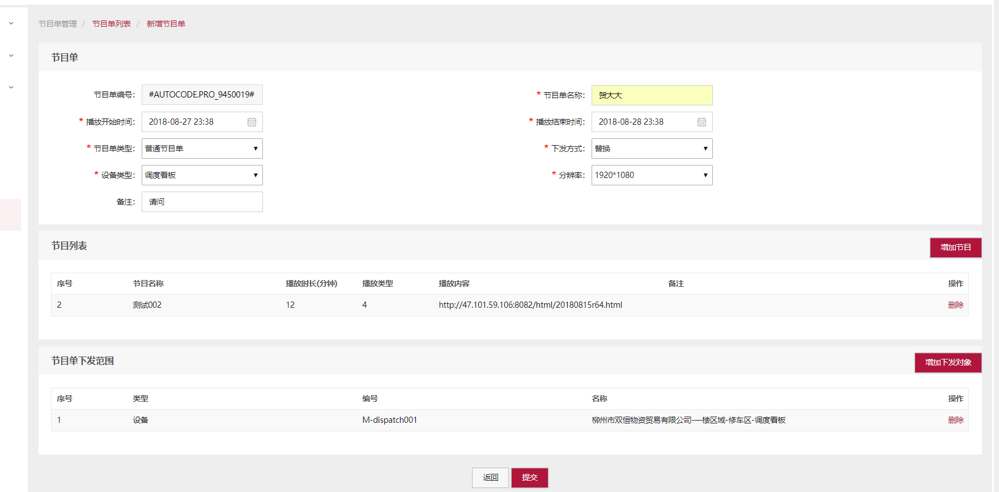 节目单管理 / 节目单列表 / 新增节目单
节目单
节目单编号: #AUTOCODE.PRO_9450019# * 节目单名称: 贺大大
* 播放开始时间: 2018-08-27 23:38 * 播放结束时间: 2018-08-28 23:38
* 节目单类型: 普通节目单 * 下发方式: 替换
* 设备类型: 调度看板 * 分辨率: 1920*1080
备注: 请问
节目列表 增加节目
序号 节目名称 播放时长(分钟) 播放类型 播放内容 备注 操作
2 测试002 12 4 http://47.101.59.106:8082/html/20180815r64.html 删除
节目单下发范围 增加下发对象
序号 类型 编号 名称 操作
1 设备 M-dispatch001 柳州市双恒物资贸易有限公司-一楼区域-修车区-调度看板 删除
返回 提交